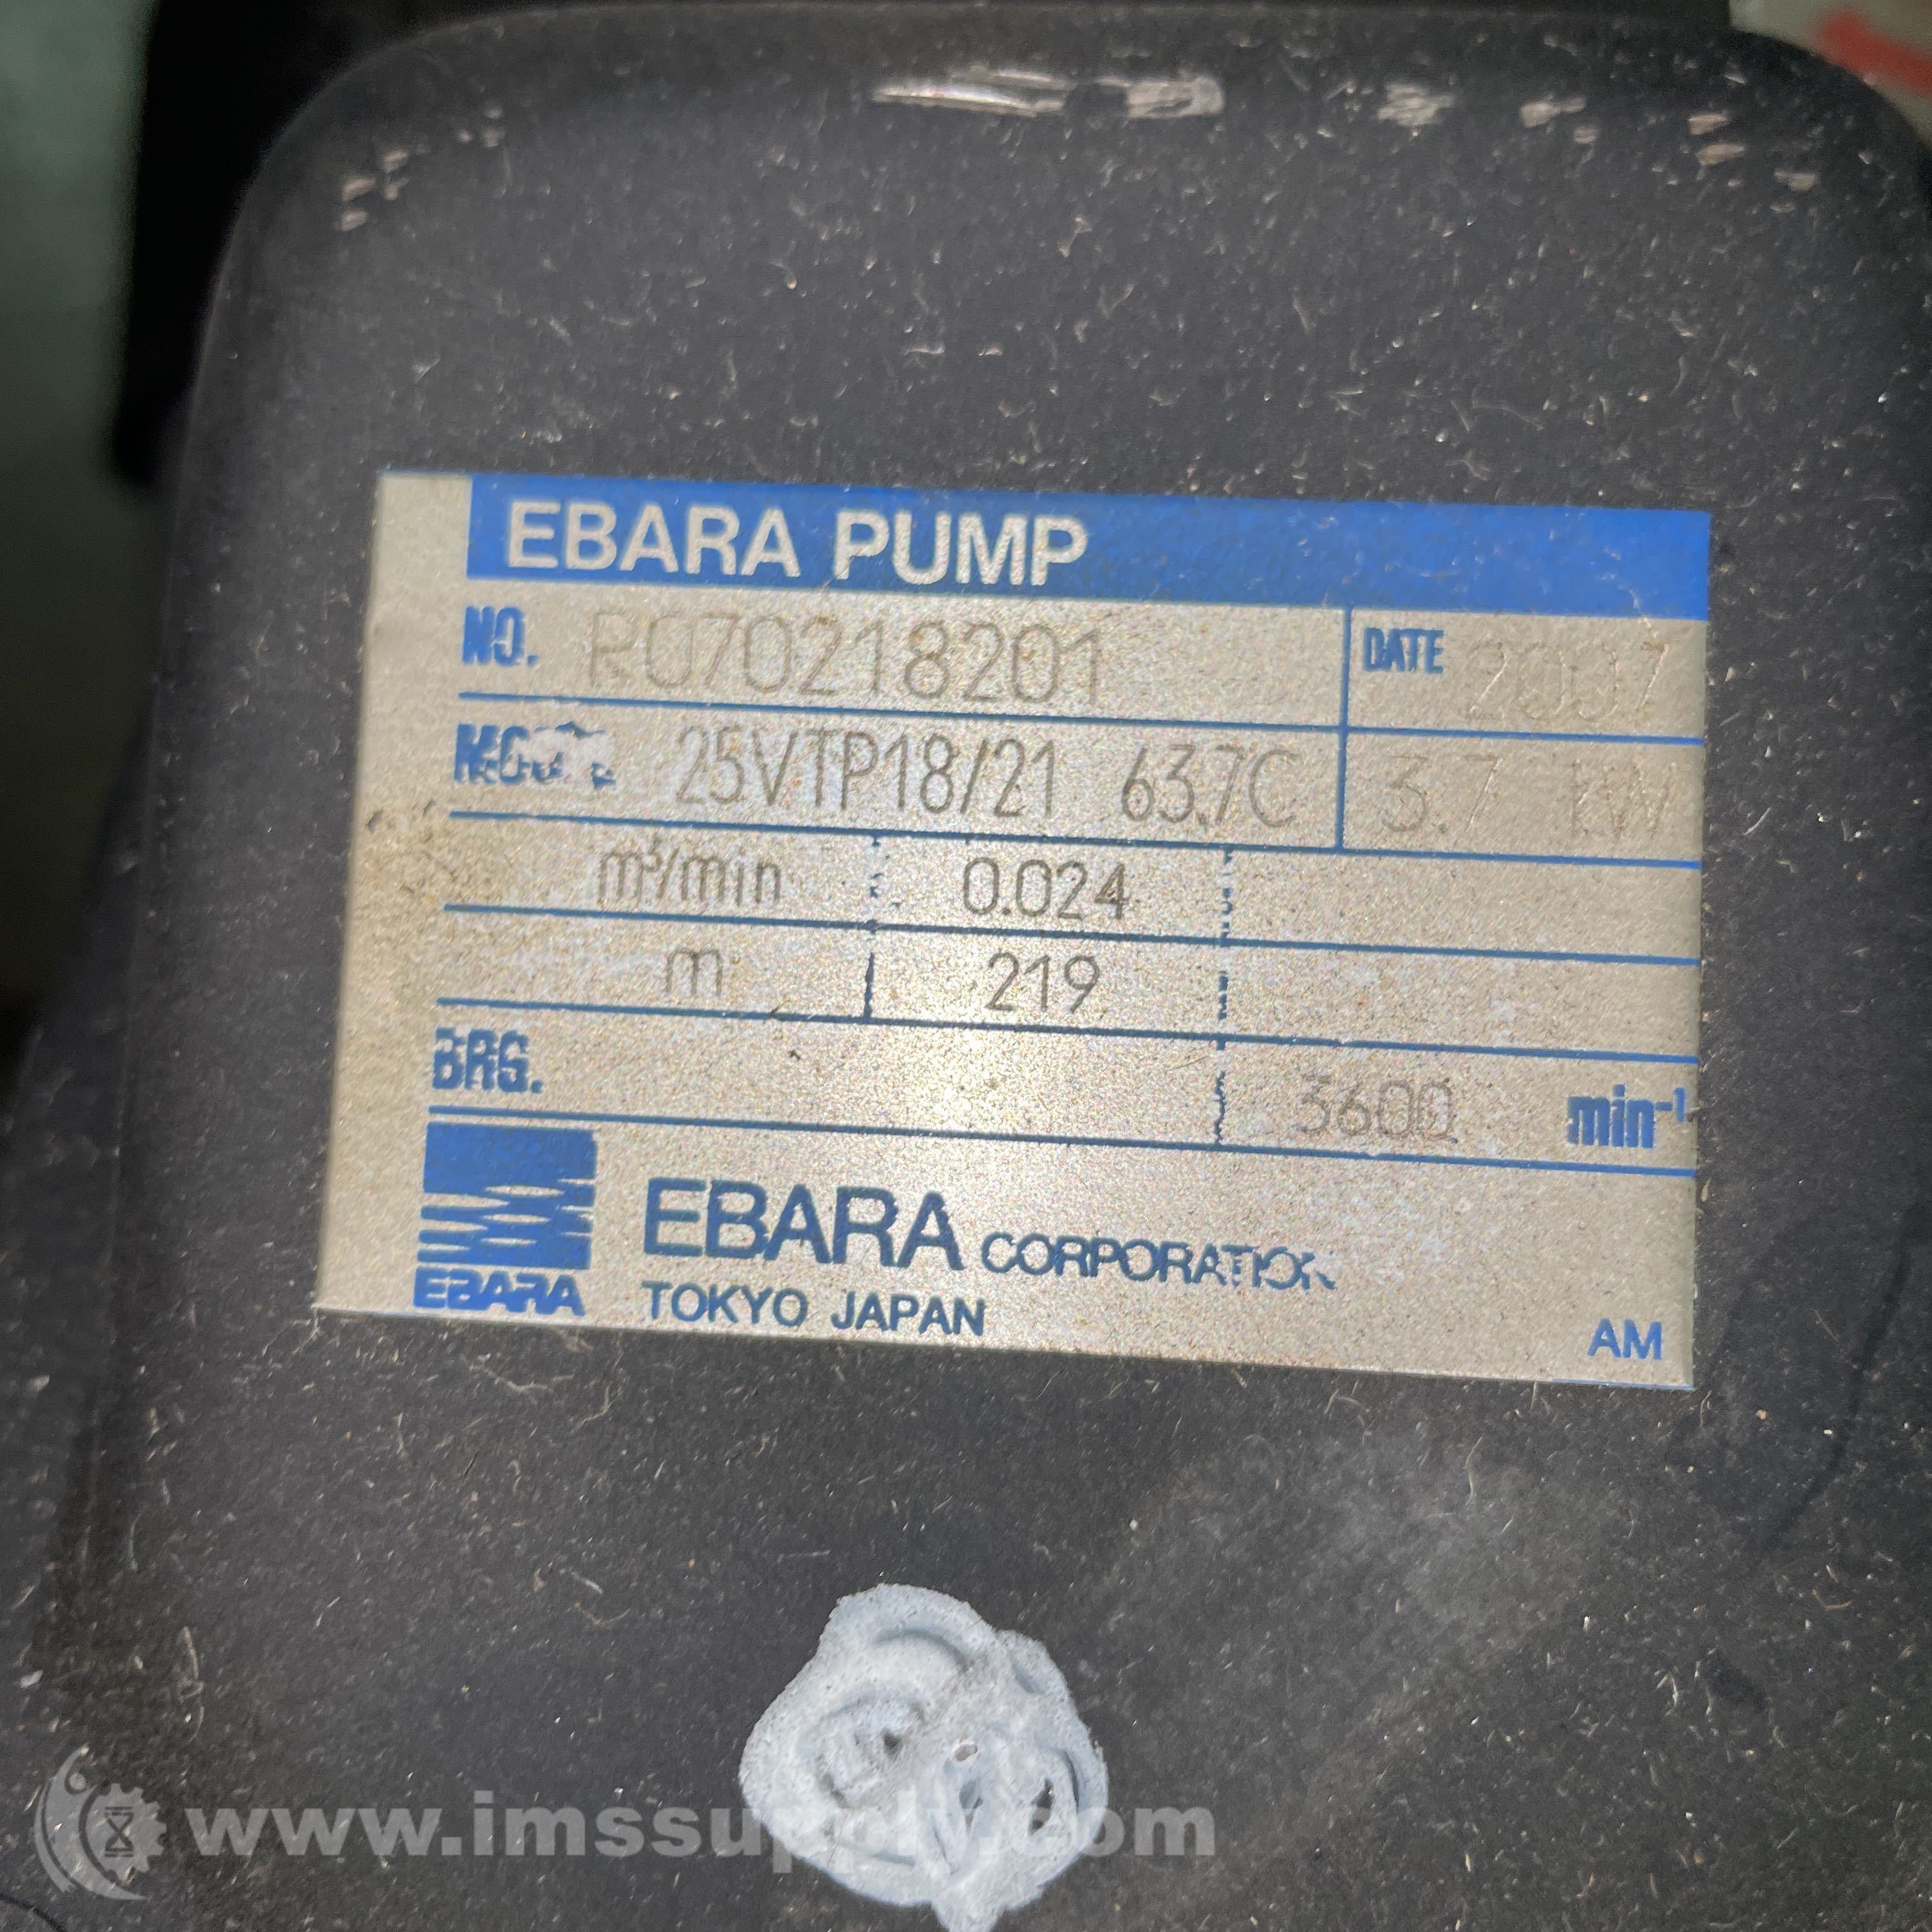 EBARA PUMP
NO. R070218201 DATE 2007
25VTP18/21 63.7C 3.7 kW
m³/min 0.024
m 219
BRG. 3600 min⁻¹
EBARA
EBARA CORPORATION
TOKYO JAPAN
AM
www.imssupply.com